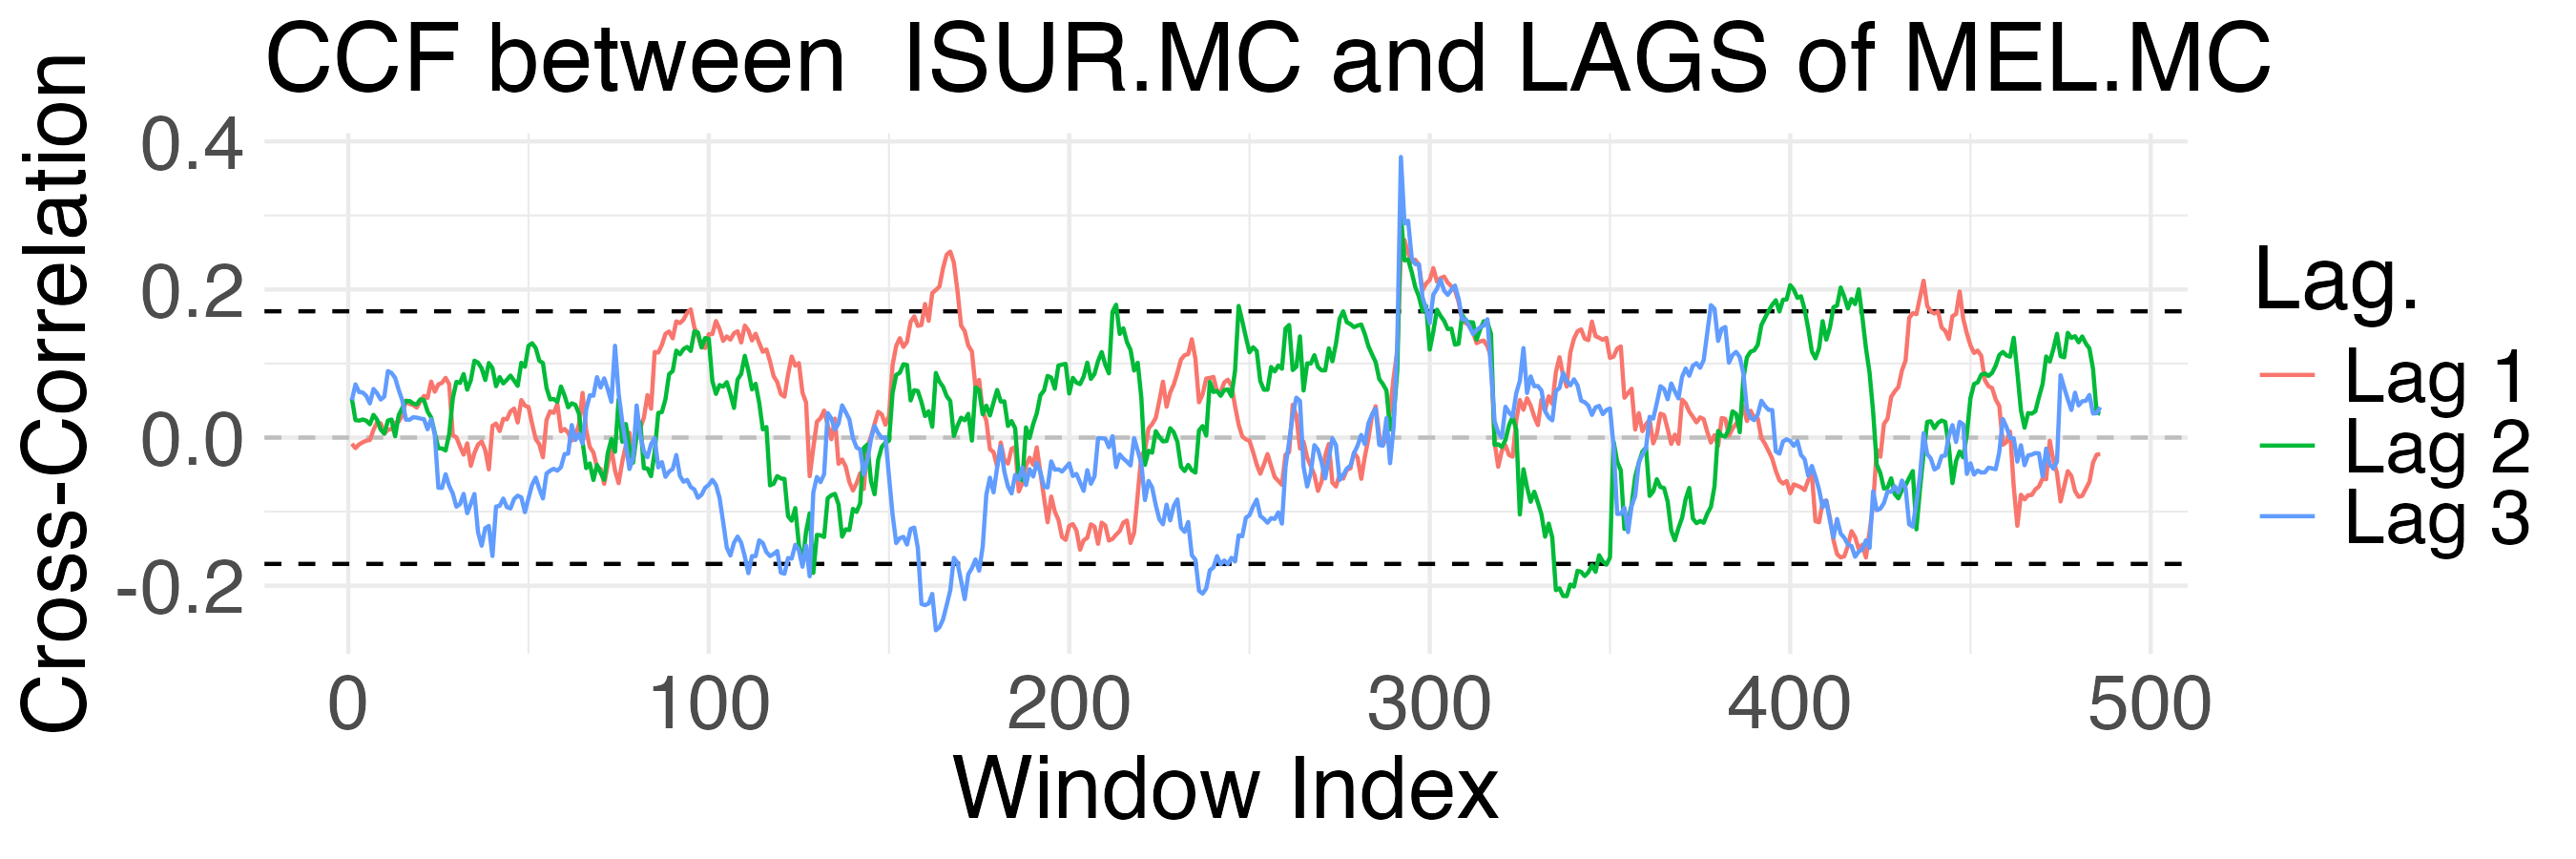 CCF between  ISUR.MC and LAGS of MEL.MC
Cross-Correlation
0.4
0.2
0.0
-0.2
0 100 200 300 400 500
Window Index
Lag.
Lag 1
Lag 2
Lag 3